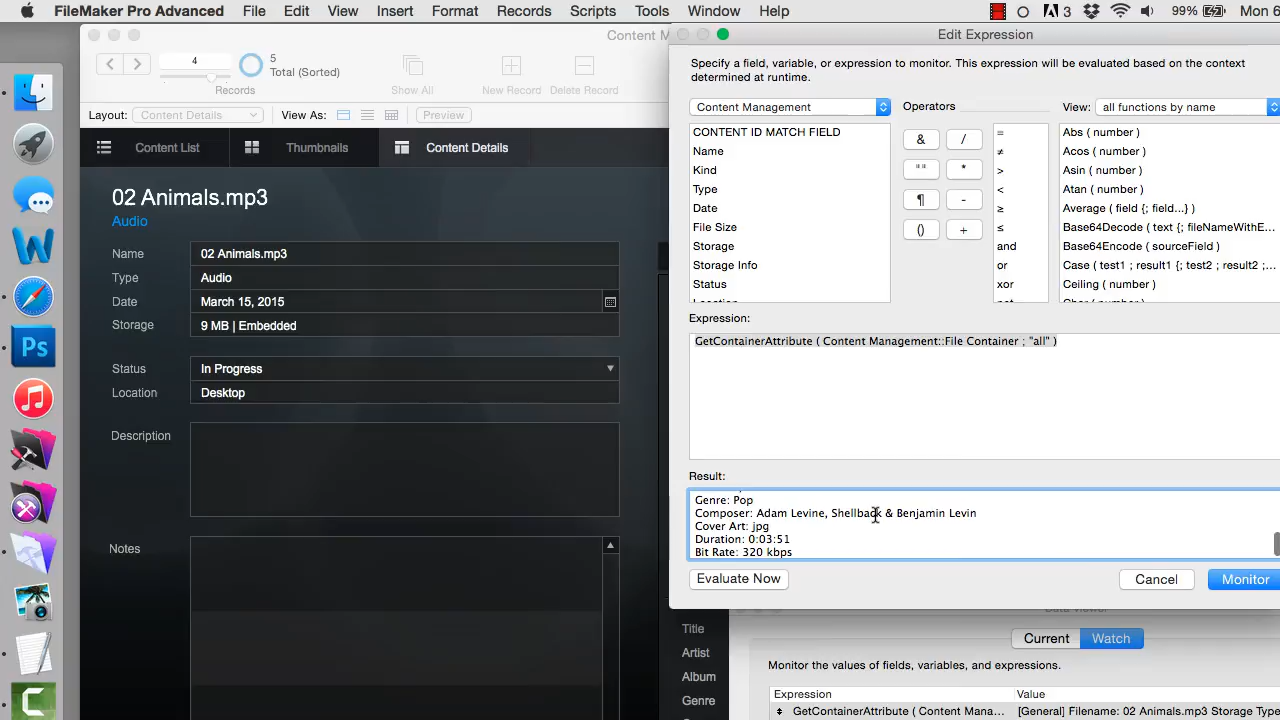 FileMaker Pro Advanced File Edit View Insert Format Records Scripts Tools Window Help 3 99% Mon 6
Content M
4
5
Total (Sorted)
Records Show All New Record Delete Record
Layout: Content Details View As: Preview
Content List Thumbnails Content Details
02 Animals.mp3
Audio
Name 02 Animals.mp3
Type Audio
Date March 15, 2015
Storage 9 MB | Embedded
Status In Progress
Location Desktop
Description
Notes
Edit Expression
Specify a field, variable, or expression to monitor. This expression will be evaluated based on the context
determined at runtime.
Content Management Operators View: all functions by name
CONTENT ID MATCH FIELD
Name
Kind
Type
Date
File Size
Storage
Storage Info
Status
Location
& /
"" *
¶ -
() +
=
≠
>
<
≥
≤
and
or
xor
not
Abs ( number )
Acos ( number )
Asin ( number )
Atan ( number )
Average ( field {; field...} )
Base64Decode ( text {; fileNameWithE...
Base64Encode ( sourceField )
Case ( test1 ; result1 {; test2 ; result2 ;...
Ceiling ( number )
Char ( number )
Expression:
GetContainerAttribute ( Content Management::File Container ; "all" )
Result:
Genre: Pop
Composer: Adam Levine, Shellback & Benjamin Levin
Cover Art: jpg
Duration: 0:03:51
Bit Rate: 320 kbps
Evaluate Now Cancel Monitor
Data Viewer
Title
Artist
Album
Genre
Current Watch
Monitor the values of fields, variables, and expressions.
Expression Value
GetContainerAttribute ( Content Mana... [General] Filename: 02 Animals.mp3 Storage Type
Ps